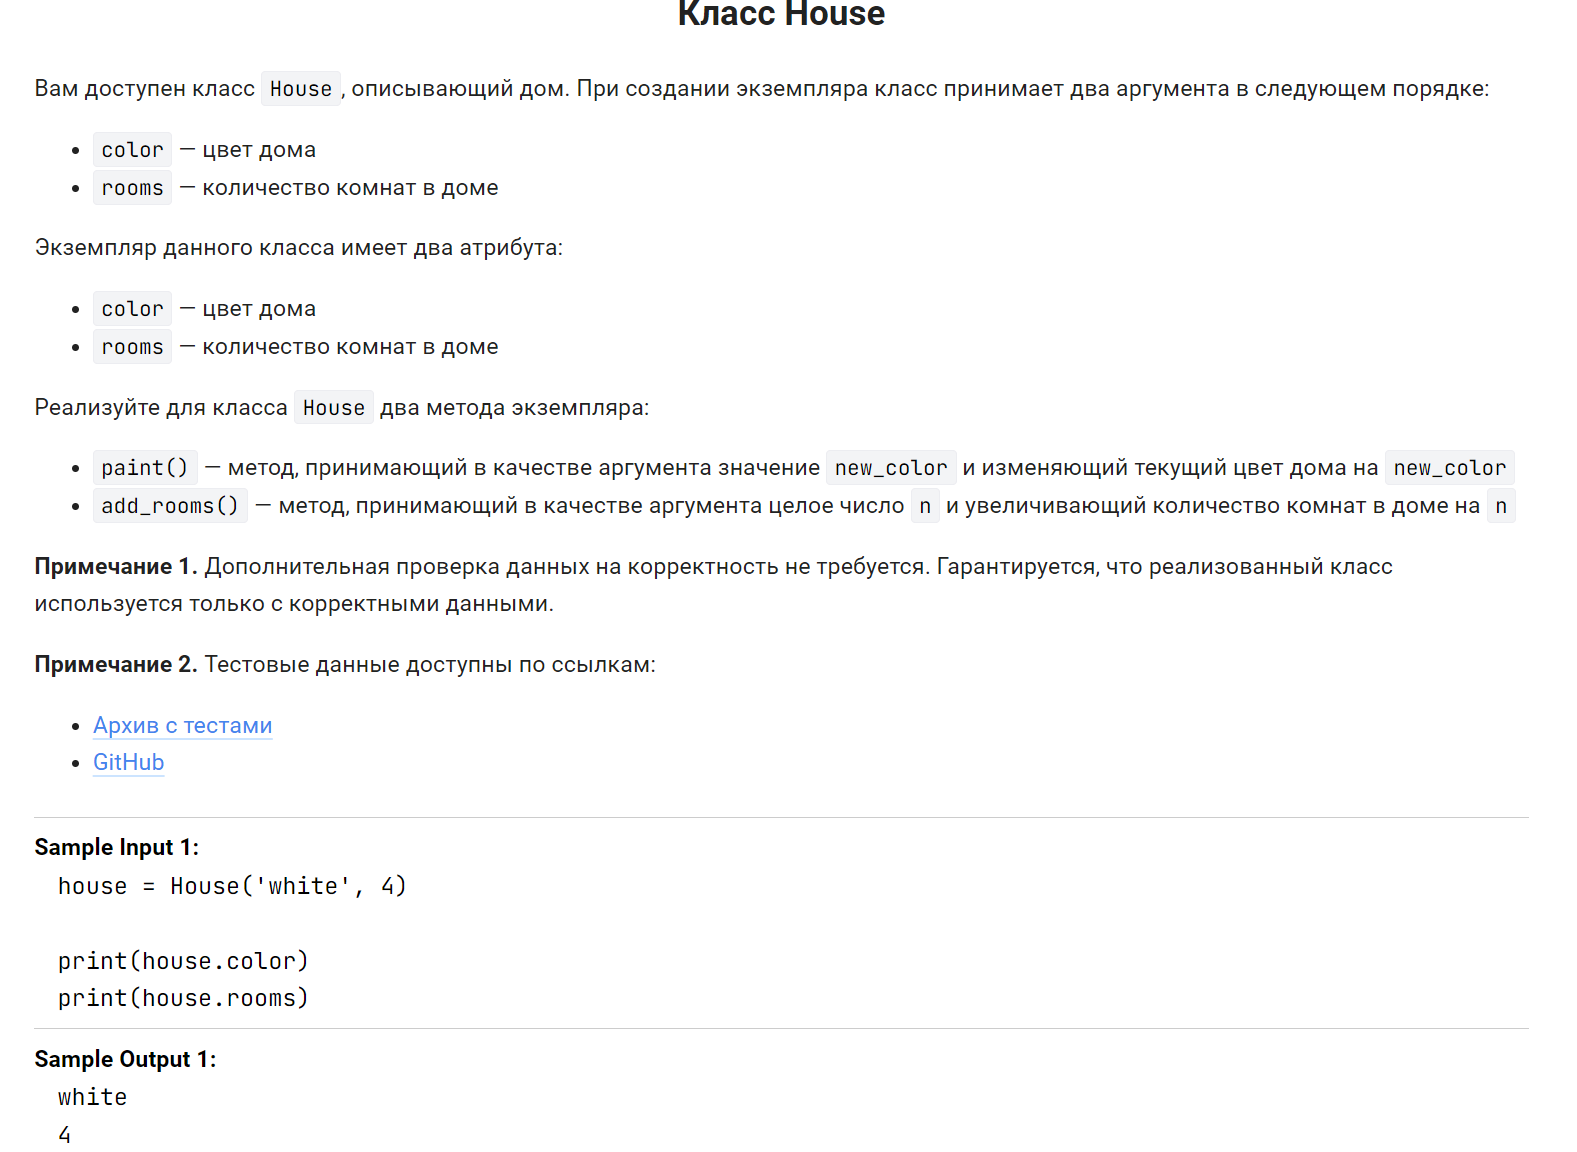 Класс House
Вам доступен класс House, описывающий дом. При создании экземпляра класс принимает два аргумента в следующем порядке:
• color — цвет дома
• rooms — количество комнат в доме
Экземпляр данного класса имеет два атрибута:
• color — цвет дома
• rooms — количество комнат в доме
Реализуйте для класса House два метода экземпляра:
• paint() — метод, принимающий в качестве аргумента значение new_color и изменяющий текущий цвет дома на new_color
• add_rooms() — метод, принимающий в качестве аргумента целое число n и увеличивающий количество комнат в доме на n
Примечание 1. Дополнительная проверка данных на корректность не требуется. Гарантируется, что реализованный класс
используется только с корректными данными.
Примечание 2. Тестовые данные доступны по ссылкам:
• Архив с тестами
• GitHub
Sample Input 1:
house = House('white', 4)
print(house.color)
print(house.rooms)
Sample Output 1:
white
4